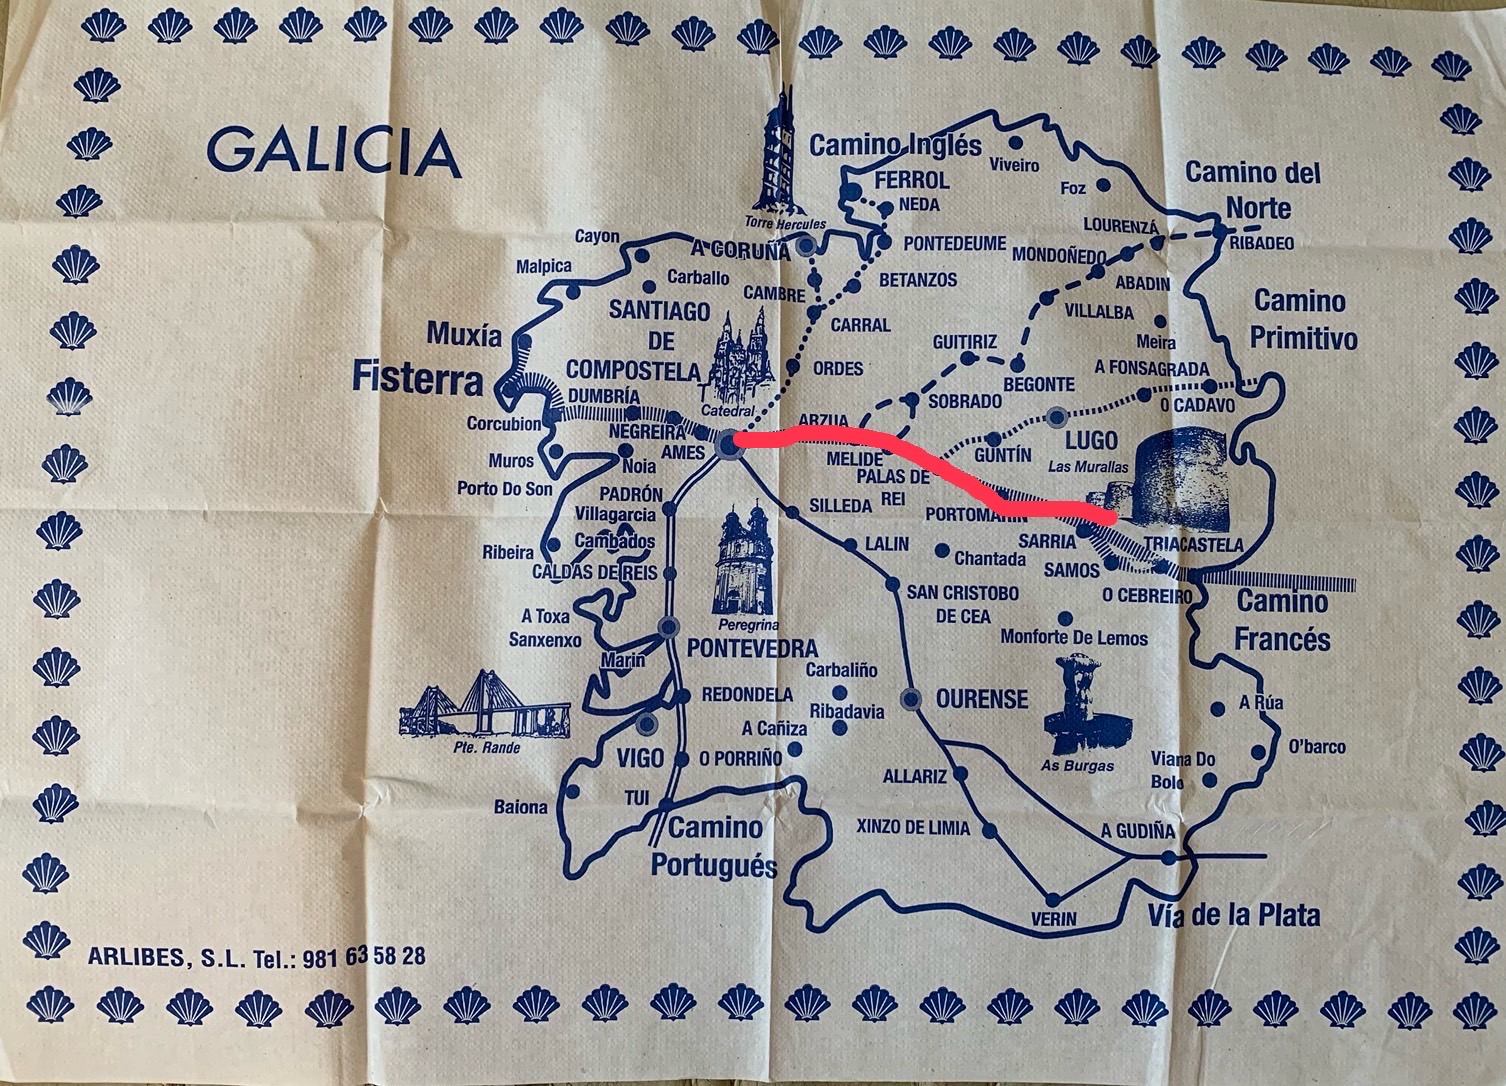 GALICIA
Camino Inglés
Viveiro
FERROL
Foz
Camino del
Norte
NEDA
Torre Hercules
LOURENZÁ
RIBADEO
Cayon
A CORUÑA
PONTEDEUME
MONDOÑEDO
Malpica
Carballo
CAMBRE
BETANZOS
ABADIN
SANTIAGO
DE
COMPOSTELA
Catedral
CARRAL
VILLALBA
Camino
Primitivo
Muxía
Fisterra
GUITIRIZ
Meira
ORDES
A FONSAGRADA
BEGONTE
DUMBRÍA
SOBRADO
O CADAVO
Corcubion
NEGREIRA
ARZUA
LUGO
AMES
GUNTÍN
Las Murallas
Muros
Noia
MELIDE
PALAS DE
REI
Porto Do Son
PADRÓN
Villagarcia
SILLEDA
PORTOMARIN
Ribeira
Cambados
LALIN
SARRIA
TRIACASTELA
Chantada
CALDAS DE REIS
SAMOS
O CEBREIRO
SAN CRISTOBO
DE CEA
Camino
Francés
A Toxa
Sanxenxo
Peregrina
Monforte De Lemos
PONTEVEDRA
Marin
Carbaliño
REDONDELA
OURENSE
A Rúa
Ribadavia
A Cañiza
Pte. Rande
VIGO
O PORRIÑO
As Burgas
Viana Do
Bolo
O'barco
ALLARIZ
Baiona
TUI
Camino
Portugués
XINZO DE LIMIA
A GUDIÑA
VERIN
Vía de la Plata
ARLIBES, S.L. Tel.: 981 63 58 28